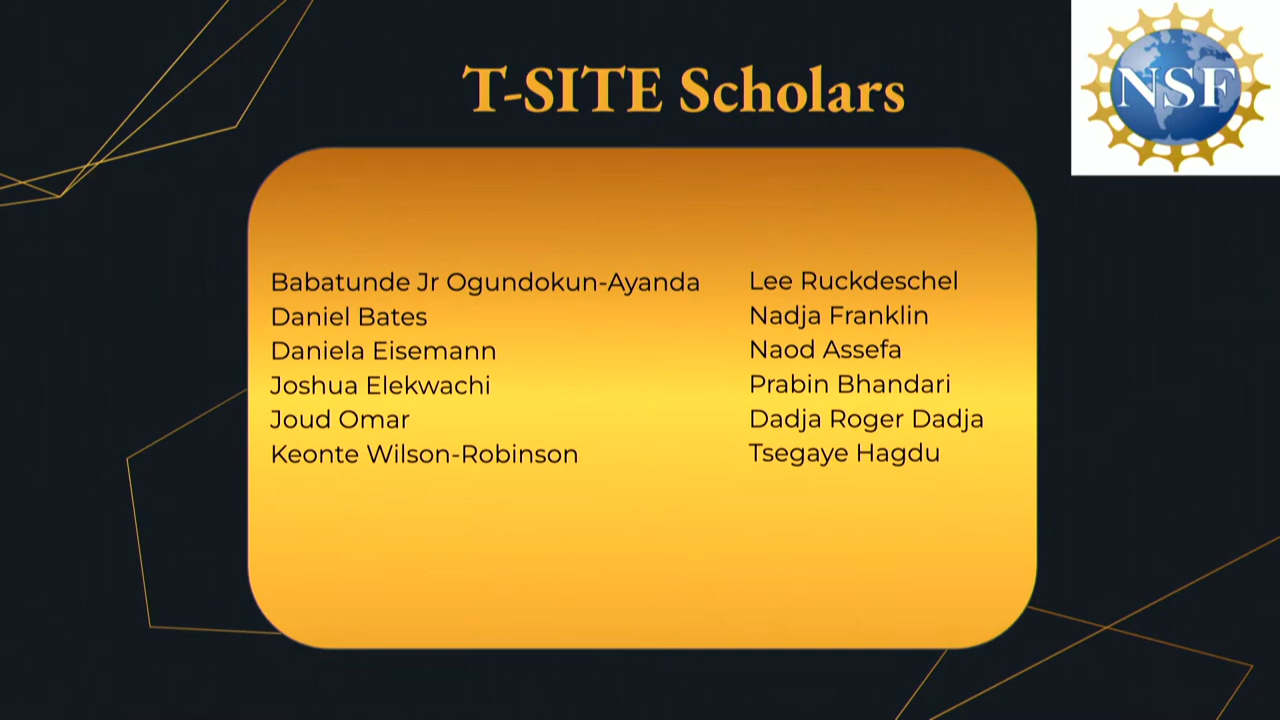 T-SITE Scholars
NSF
Babatunde Jr Ogundokun-Ayanda
Daniel Bates
Daniela Eisemann
Joshua Elekwachi
Joud Omar
Keonte Wilson-Robinson
Lee Ruckdeschel
Nadja Franklin
Naod Assefa
Prabin Bhandari
Dadja Roger Dadja
Tsegaye Hagdu